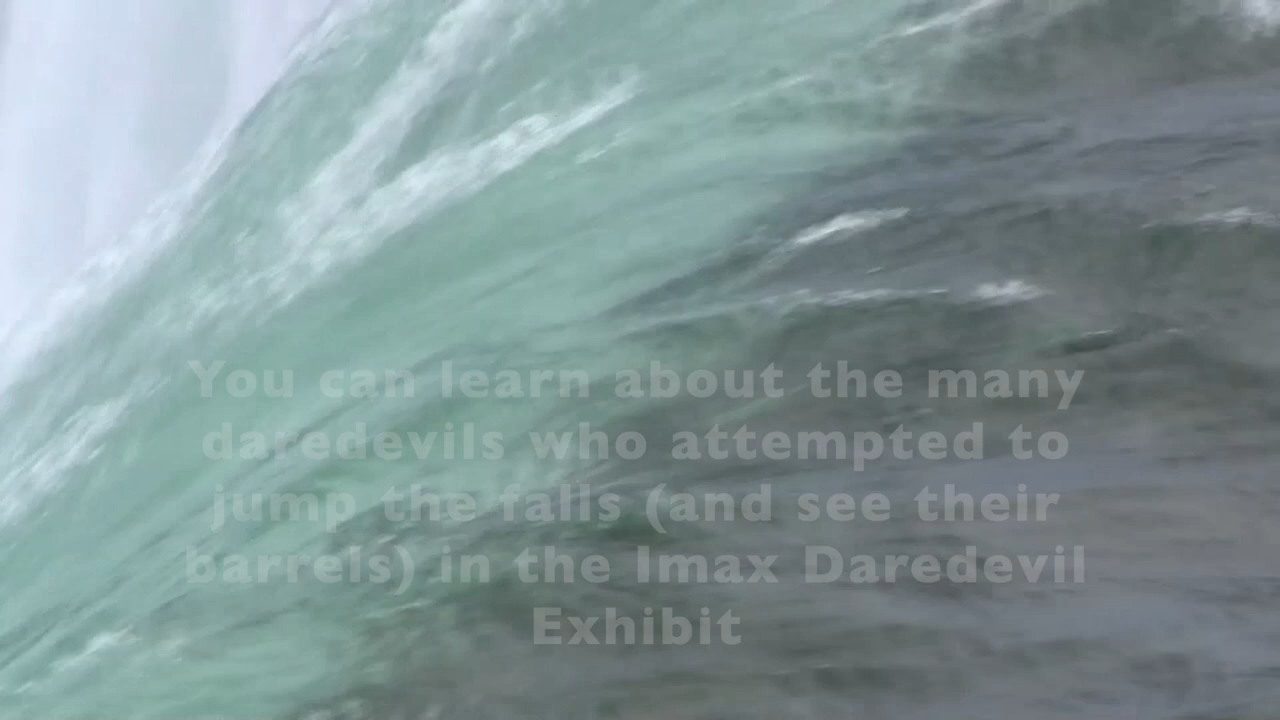 You can learn about the many
daredevils who attempted to
jump the falls (and see their
barrels) in the Imax Daredevil
Exhibit